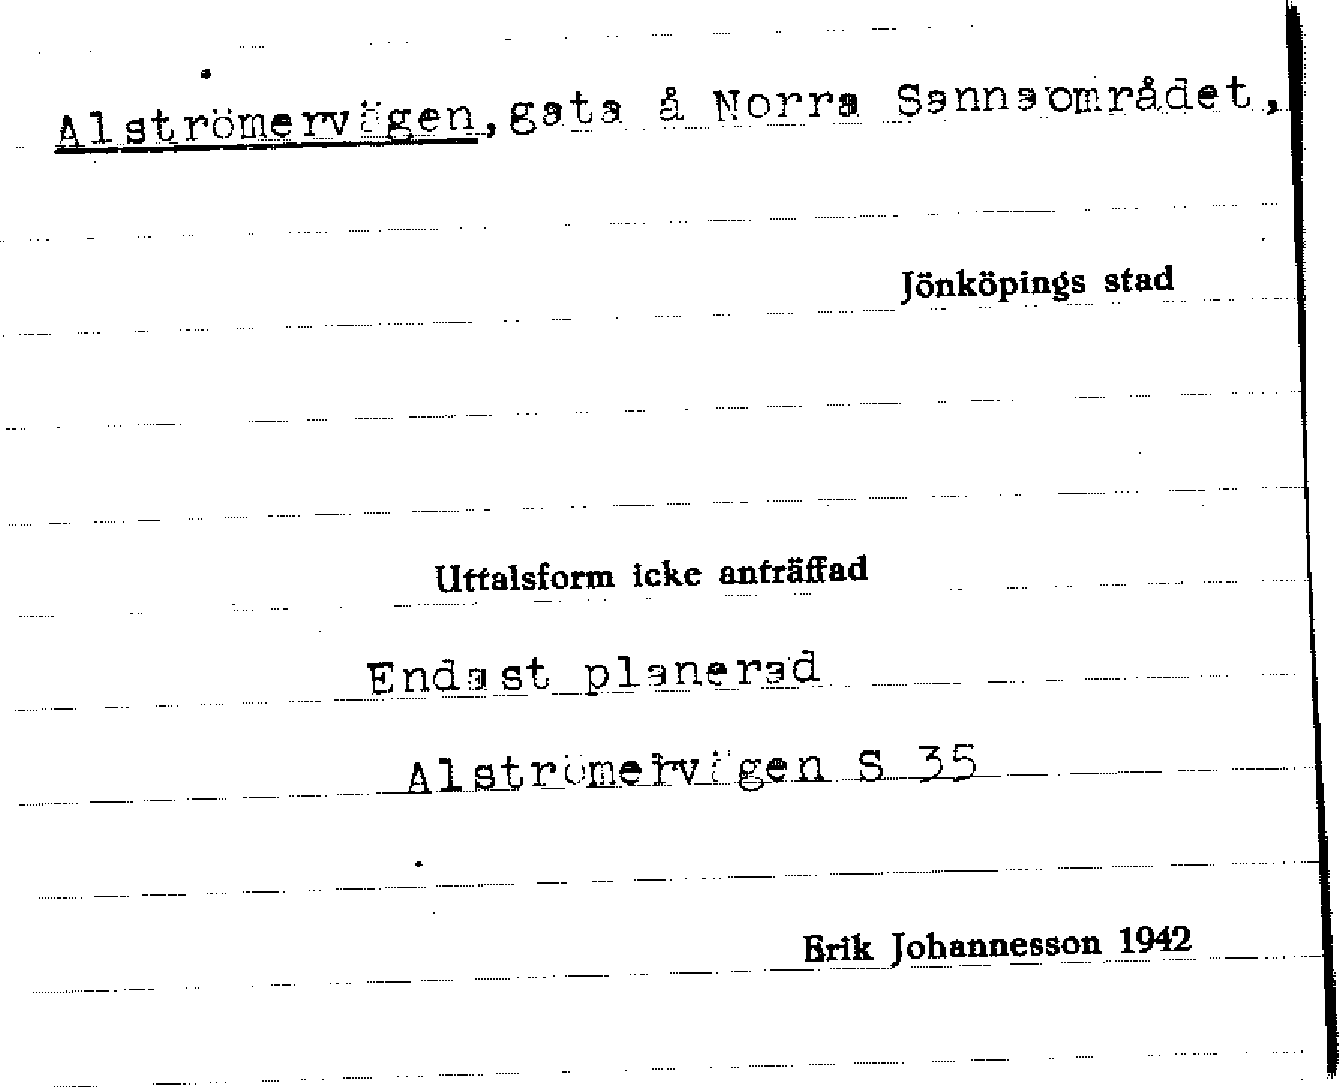 Alströmervägen, gata å Norra Sannaområdet,
Jönköpings stad
Uttalsform icke anträffad
Endast planerad
Alströmervägen S 35
Erik Johannesson 1942